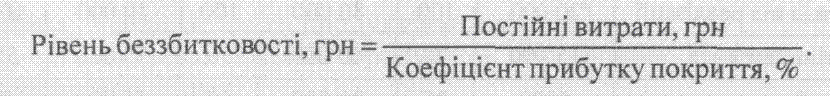 Рівень беззбитковості, грн = Постійні витрати, грн
Коефіцієнт прибутку покриття, % .